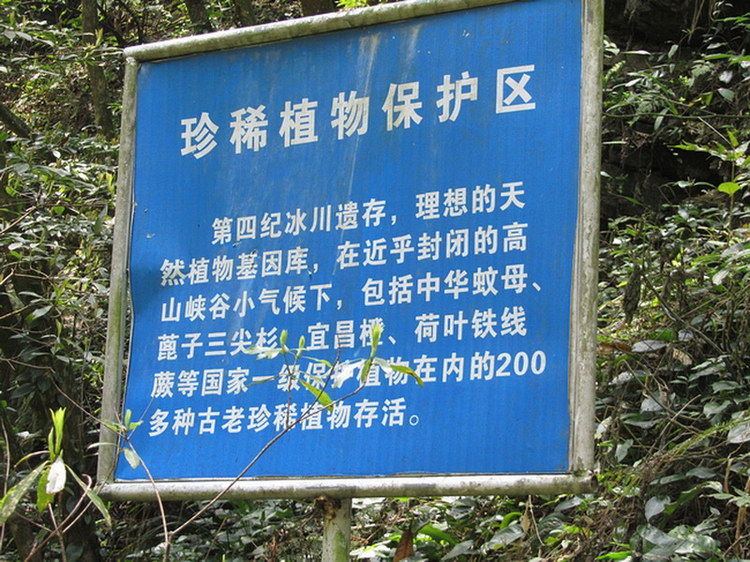 珍稀植物保护区
第四纪冰川遗存，理想的天
然植物基因库，在近乎封闭的高
山峡谷小气候下，包括中华蚊母、
蓖子三尖杉、宜昌橙、荷叶铁线
蕨等国家一级保护植物在内的200
多种古老珍稀植物存活。